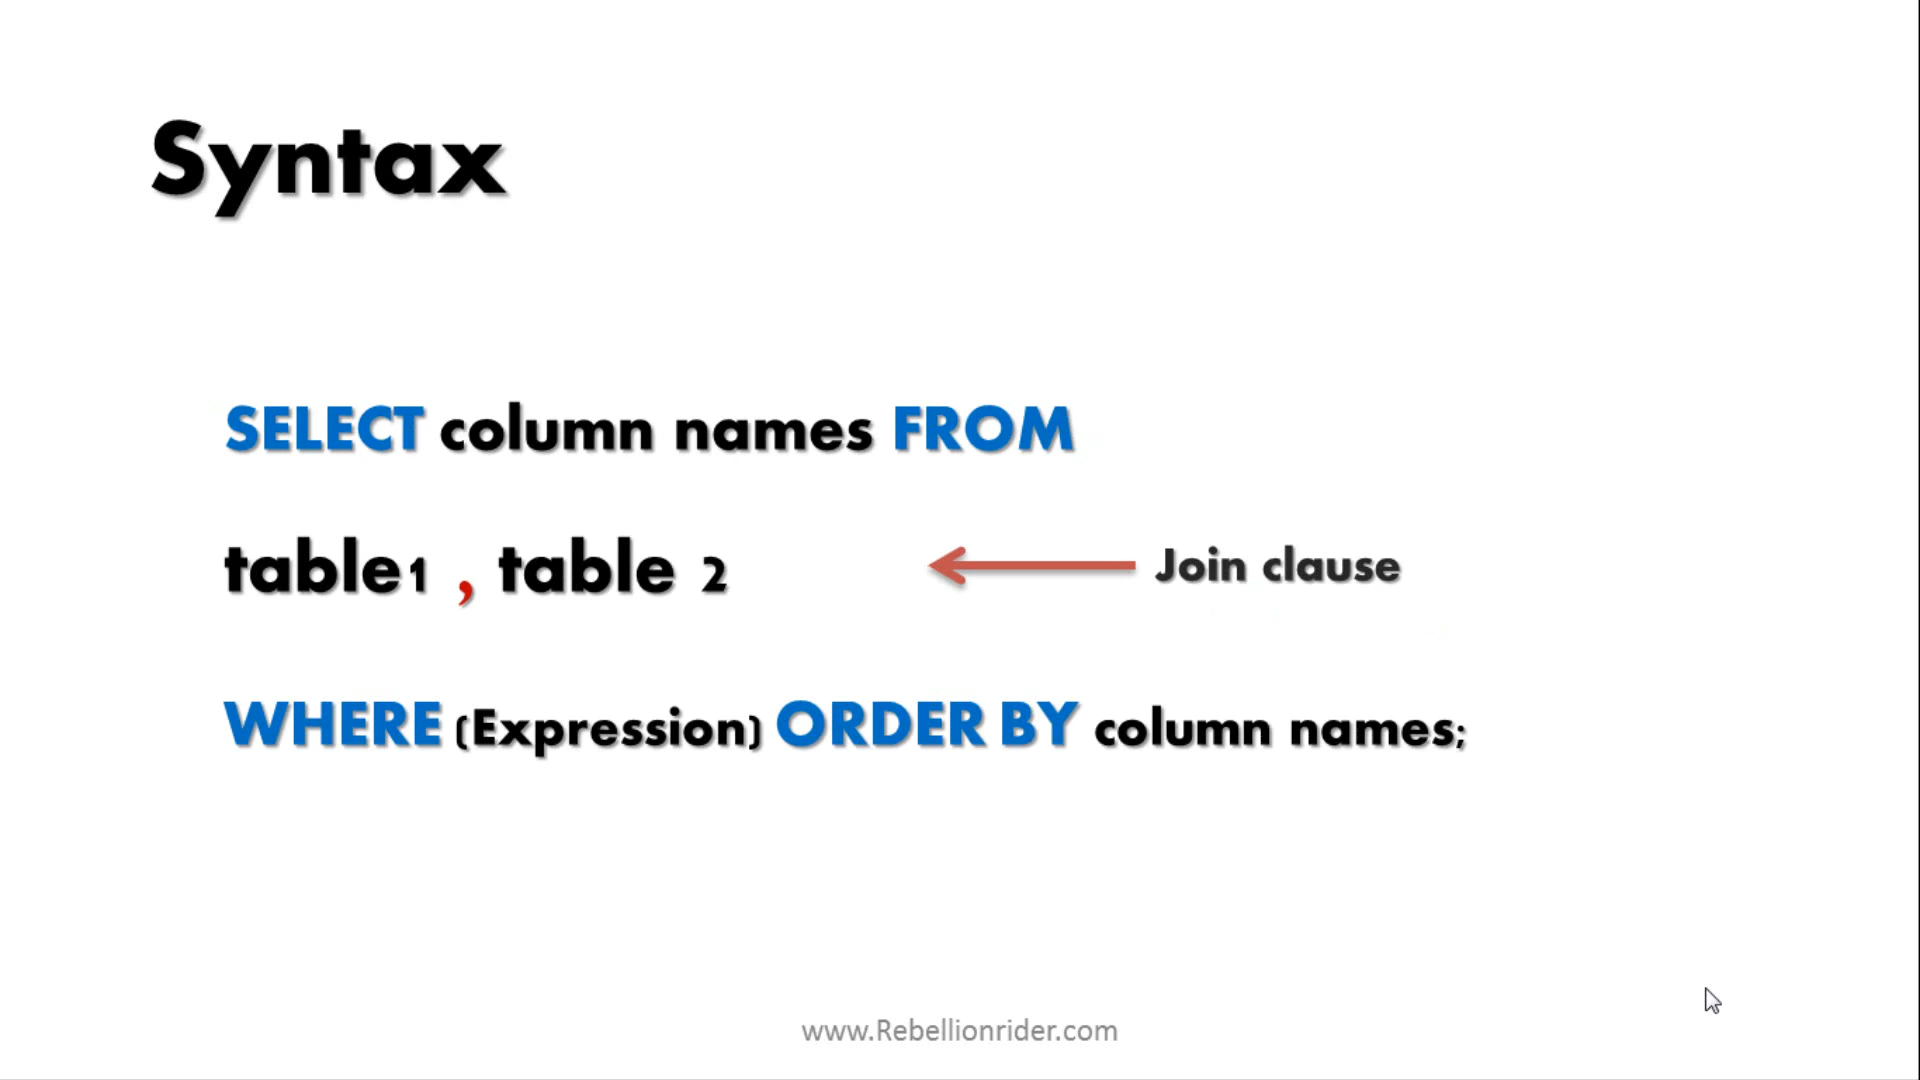 Syntax
SELECT column names FROM
table1 , table 2
Join clause
WHERE (Expression) ORDER BY column names;
www.Rebellionrider.com